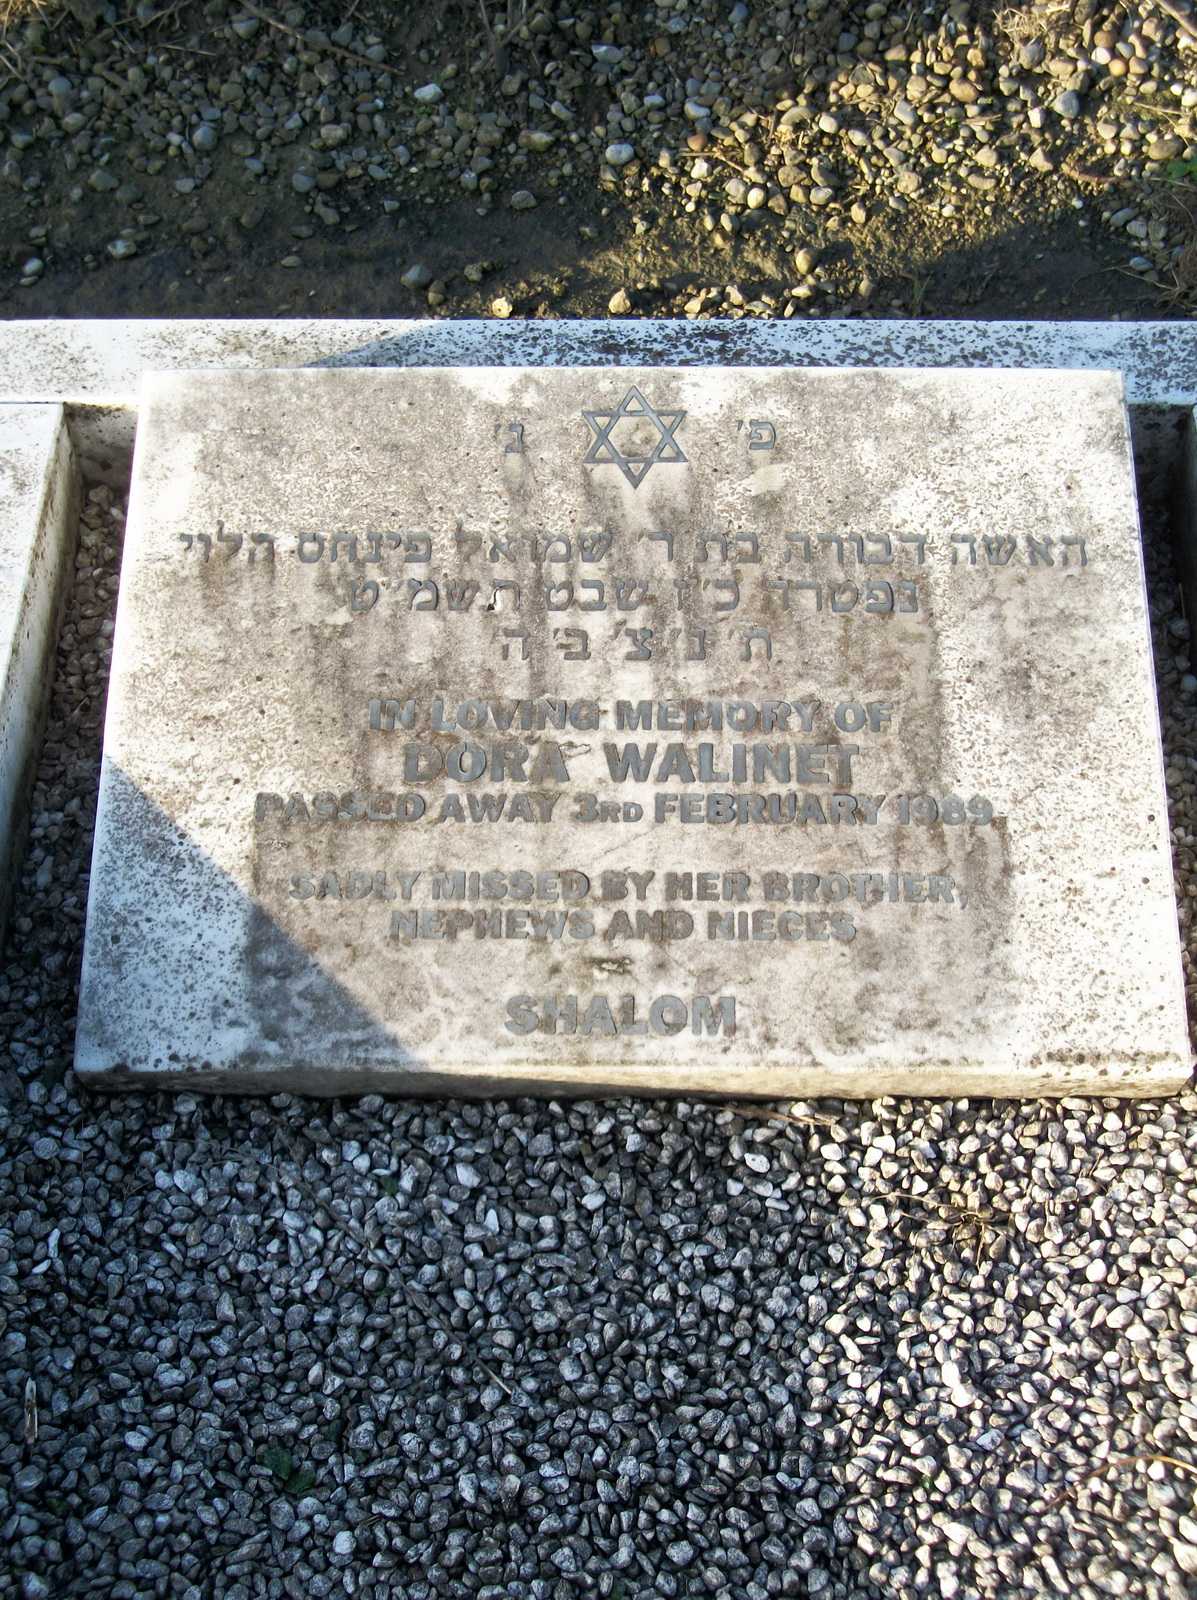 פ׳ נ׳
האשה דבורה בת ר׳ שמואל פינחס הלוי
נפטרה כ׳ז שבט תשמ״ט
ת׳ נ׳ צ׳ ב׳ ה׳
IN LOVING MEMORY OF
DORA WALINET
PASSED AWAY 3RD FEBRUARY 1989
SADLY MISSED BY HER BROTHER,
NEPHEWS AND NIECES
SHALOM